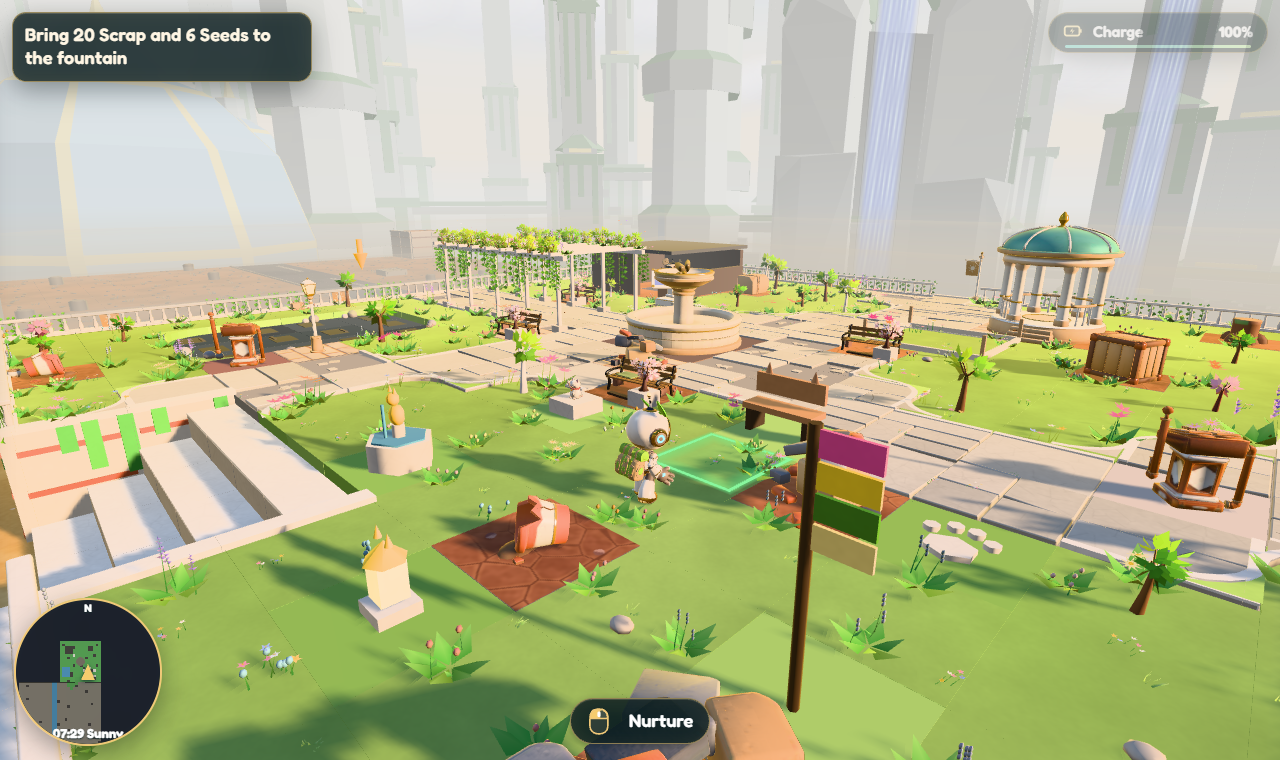 Bring 20 Scrap and 6 Seeds to
the fountain
Charge 100%
N
07:29 Sunny
Nurture